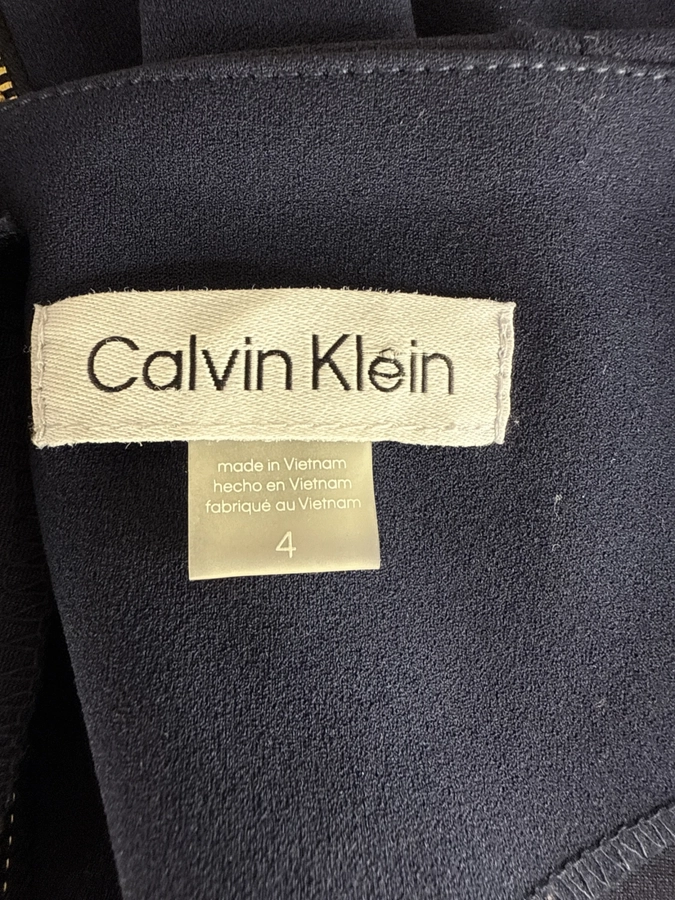 Calvin Klein
made in Vietnam
hecho en Vietnam
fabriqué au Vietnam
4